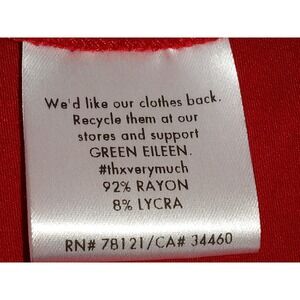 We'd like our clothes back.
Recycle them at our
stores and support
GREEN EILEEN.
#thxverymuch
92% RAYON
8% LYCRA
RN# 78121/CA# 34460